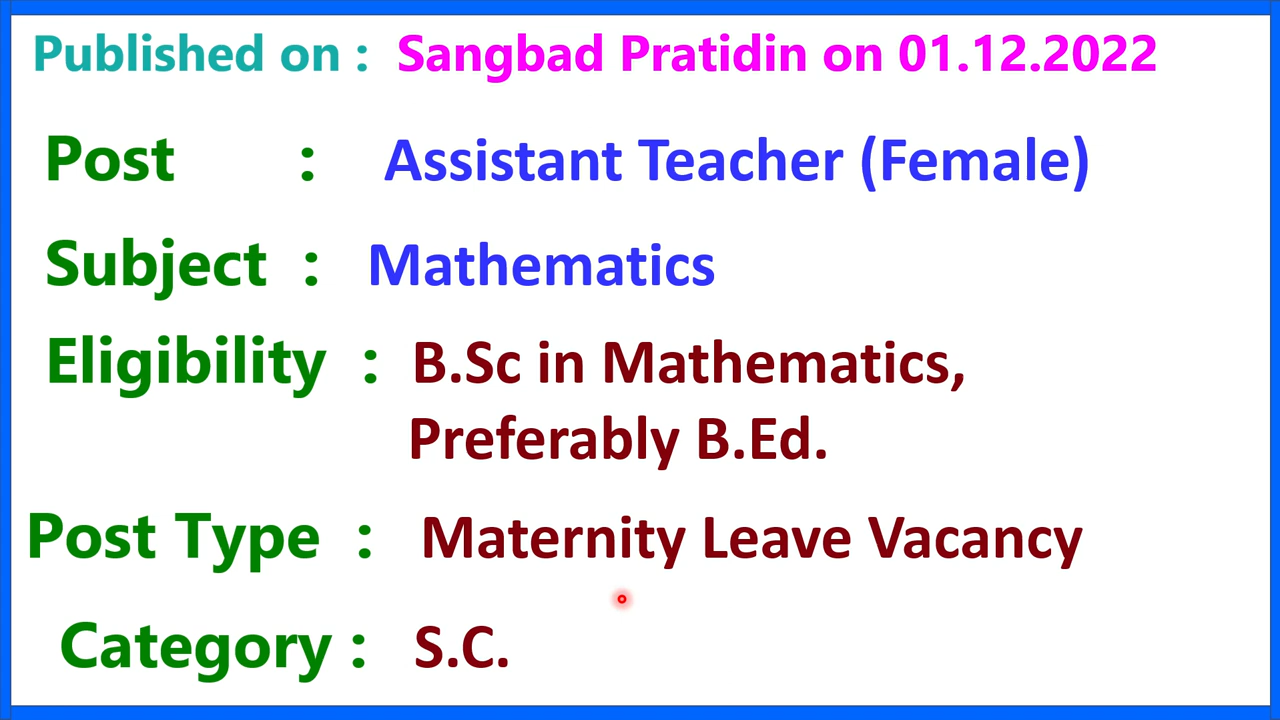 Published on : Sangbad Pratidin on 01.12.2022
Post : Assistant Teacher (Female)
Subject : Mathematics
Eligibility : B.Sc in Mathematics,
Preferably B.Ed.
Post Type : Maternity Leave Vacancy
Category : S.C.